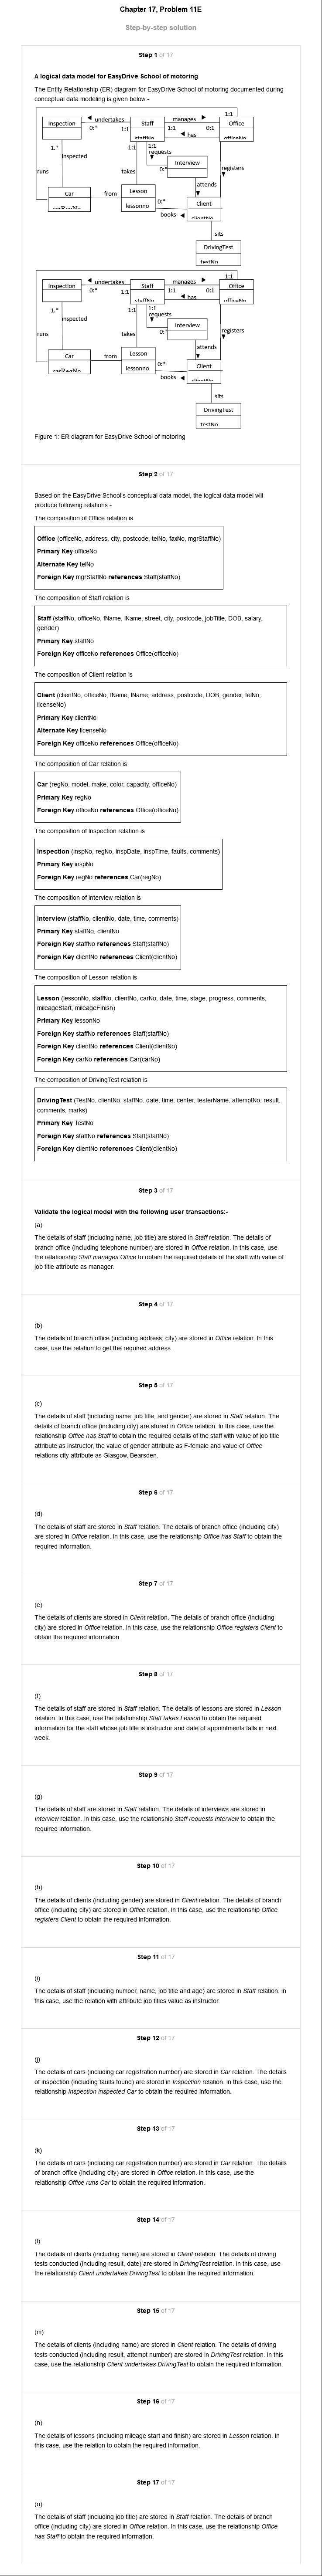 Chapter 17, Problem 11E
Step-by-step solution
Step 1 of 17
A logical data model for EasyDrive School of motoring
The Entity Relationship (ER) diagram for EasyDrive School of motoring documented during
conceptual data modeling is given below:-
1:1
Inspection
undertakes
0:*
1:1
Staff
staffNo
manages
1:1
0:1
has
Office
officeNo
1..*
inspected
1:1
1:1
requests
0:*
Interview
registers
runs
takes
attends
Car
carRegNo
from
Lesson
lessonno
0:*
books
Client
clientNo
sits
DrivingTest
testNo
1:1
Inspection
undertakes
0:*
1:1
Staff
staffNo
manages
1:1
0:1
has
Office
officeNo
1..*
inspected
1:1
1:1
requests
0:*
Interview
registers
runs
takes
attends
Car
carRegNo
from
Lesson
lessonno
0:*
books
Client
clientNo
sits
DrivingTest
testNo
Figure 1: ER diagram for EasyDrive School of motoring
Step 2 of 17
Based on the EasyDrive School's conceptual data model, the logical data model will
produce following relations:-
The composition of Office relation is
Office (officeNo, address, city, postcode, telNo, faxNo, mgrStaffNo)
Primary Key officeNo
Alternate Key telNo
Foreign Key mgrStaffNo references Staff(staffNo)
The composition of Staff relation is
Staff (staffNo, officeNo, fName, lName, street, city, postcode, jobTitle, DOB, salary,
gender)
Primary Key staffNo
Foreign Key officeNo references Office(officeNo)
The composition of Client relation is
Client (clientNo, officeNo, fName, lName, address, postcode, DOB, gender, telNo,
licenseNo)
Primary Key clientNo
Alternate Key licenseNo
Foreign Key officeNo references Office(officeNo)
The composition of Car relation is
Car (regNo, model, make, color, capacity, officeNo)
Primary Key regNo
Foreign Key officeNo references Office(officeNo)
The composition of Inspection relation is
Inspection (inspNo, regNo, inspDate, inspTime, faults, comments)
Primary Key inspNo
Foreign Key regNo references Car(regNo)
The composition of Interview relation is
Interview (staffNo, clientNo, date, time, comments)
Primary Key staffNo, clientNo
Foreign Key staffNo references Staff(staffNo)
Foreign Key clientNo references Client(clientNo)
The composition of Lesson relation is
Lesson (lessonNo, staffNo, clientNo, carNo, date, time, stage, progress, comments,
mileageStart, mileageFinish)
Primary Key lessonNo
Foreign Key staffNo references Staff(staffNo)
Foreign Key clientNo references Client(clientNo)
Foreign Key carNo references Car(carNo)
The composition of DrivingTest relation is
DrivingTest (TestNo, clientNo, staffNo, date, time, center, testerName, attemptNo, result,
comments, marks)
Primary Key TestNo
Foreign Key staffNo references Staff(staffNo)
Foreign Key clientNo references Client(clientNo)
Step 3 of 17
Validate the logical model with the following user transactions:-
(a)
The details of staff (including name, job title) are stored in Staff relation. The details of
branch office (including telephone number) are stored in Office relation. In this case, use
the relationship Staff manages Office to obtain the required details of the staff with value of
job title attribute as manager.
Step 4 of 17
(b)
The details of branch office (including address, city) are stored in Office relation. In this
case, use the relation to get the required address.
Step 5 of 17
(c)
The details of staff (including name, job title, and gender) are stored in Staff relation. The
details of branch office (including city) are stored in Office relation. In this case, use the
relationship Office has Staff to obtain the required details of the staff with value of job title
attribute as instructor, the value of gender attribute as F-female and value of Office
relations city attribute as Glasgow, Bearsden.
Step 6 of 17
(d)
The details of staff are stored in Staff relation. The details of branch office (including city)
are stored in Office relation. In this case, use the relationship Office has Staff to obtain the
required information.
Step 7 of 17
(e)
The details of clients are stored in Client relation. The details of branch office (including
city) are stored in Office relation. In this case, use the relationship Office registers Client to
obtain the required information.
Step 8 of 17
(f)
The details of staff are stored in Staff relation. The details of lessons are stored in Lesson
relation. In this case, use the relationship Staff takes Lesson to obtain the required
information for the staff whose job title is instructor and date of appointments falls in next
week.
Step 9 of 17
(g)
The details of staff are stored in Staff relation. The details of interviews are stored in
Interview relation. In this case, use the relationship Staff requests Interview to obtain the
required information.
Step 10 of 17
(h)
The details of clients (including gender) are stored in Client relation. The details of branch
office (including city) are stored in Office relation. In this case, use the relationship Office
registers Client to obtain the required information.
Step 11 of 17
(i)
The details of staff (including number, name, job title and age) are stored in Staff relation. In
this case, use the relation with attribute job titles value as instructor.
Step 12 of 17
(j)
The details of cars (including car registration number) are stored in Car relation. The details
of inspection (including faults found) are stored in Inspection relation. In this case, use the
relationship Inspection inspected Car to obtain the required information.
Step 13 of 17
(k)
The details of cars (including car registration number) are stored in Car relation. The details
of branch office (including city) are stored in Office relation. In this case, use the
relationship Office runs Car to obtain the required information.
Step 14 of 17
(l)
The details of clients (including name) are stored in Client relation. The details of driving
tests conducted (including result, date) are stored in DrivingTest relation. In this case, use
the relationship Client undertakes DrivingTest to obtain the required information.
Step 15 of 17
(m)
The details of clients (including name) are stored in Client relation. The details of driving
tests conducted (including result, attempt number) are stored in DrivingTest relation. In this
case, use the relationship Client undertakes DrivingTest to obtain the required information.
Step 16 of 17
(n)
The details of lessons (including mileage start and finish) are stored in Lesson relation. In
this case, use the relation to obtain the required information.
Step 17 of 17
(o)
The details of staff (including job title) are stored in Staff relation. The details of branch
office (including city) are stored in Office relation. In this case, use the relationship Office
has Staff to obtain the required information.